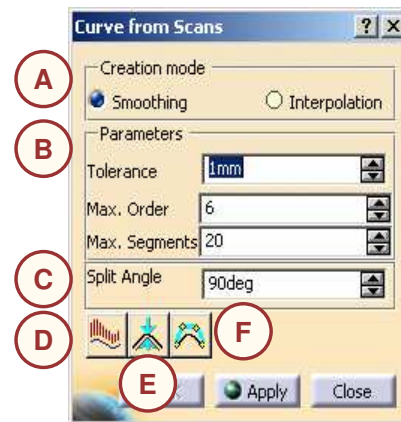 Curve from Scans ? X
A Creation mode
Smoothing Interpolation
B Parameters
Tolerance 1mm
Max. Order 6
Max. Segments 20
C Split Angle 90deg
D F
E
Apply Close